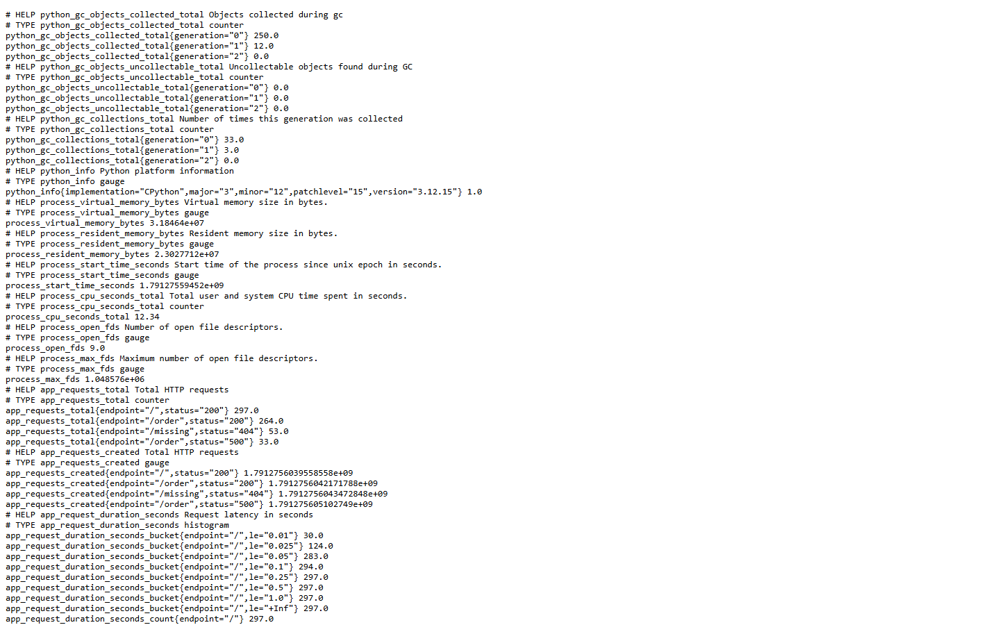 # HELP python_gc_objects_collected_total Objects collected during gc
# TYPE python_gc_objects_collected_total counter
python_gc_objects_collected_total{generation="0"} 250.0
python_gc_objects_collected_total{generation="1"} 12.0
python_gc_objects_collected_total{generation="2"} 0.0
# HELP python_gc_objects_uncollectable_total Uncollectable objects found during GC
# TYPE python_gc_objects_uncollectable_total counter
python_gc_objects_uncollectable_total{generation="0"} 0.0
python_gc_objects_uncollectable_total{generation="1"} 0.0
python_gc_objects_uncollectable_total{generation="2"} 0.0
# HELP python_gc_collections_total Number of times this generation was collected
# TYPE python_gc_collections_total counter
python_gc_collections_total{generation="0"} 33.0
python_gc_collections_total{generation="1"} 3.0
python_gc_collections_total{generation="2"} 0.0
# HELP python_info Python platform information
# TYPE python_info gauge
python_info{implementation="CPython",major="3",minor="12",patchlevel="15",version="3.12.15"} 1.0
# HELP process_virtual_memory_bytes Virtual memory size in bytes.
# TYPE process_virtual_memory_bytes gauge
process_virtual_memory_bytes 3.18464e+07
# HELP process_resident_memory_bytes Resident memory size in bytes.
# TYPE process_resident_memory_bytes gauge
process_resident_memory_bytes 2.3027712e+07
# HELP process_start_time_seconds Start time of the process since unix epoch in seconds.
# TYPE process_start_time_seconds gauge
process_start_time_seconds 1.79127559452e+09
# HELP process_cpu_seconds_total Total user and system CPU time spent in seconds.
# TYPE process_cpu_seconds_total counter
process_cpu_seconds_total 12.34
# HELP process_open_fds Number of open file descriptors.
# TYPE process_open_fds gauge
process_open_fds 9.0
# HELP process_max_fds Maximum number of open file descriptors.
# TYPE process_max_fds gauge
process_max_fds 1.048576e+06
# HELP app_requests_total Total HTTP requests
# TYPE app_requests_total counter
app_requests_total{endpoint="/",status="200"} 297.0
app_requests_total{endpoint="/order",status="200"} 264.0
app_requests_total{endpoint="/missing",status="404"} 53.0
app_requests_total{endpoint="/order",status="500"} 33.0
# HELP app_requests_created Total HTTP requests
# TYPE app_requests_created gauge
app_requests_created{endpoint="/",status="200"} 1.7912756039558558e+09
app_requests_created{endpoint="/order",status="200"} 1.7912756042171788e+09
app_requests_created{endpoint="/missing",status="404"} 1.7912756043472848e+09
app_requests_created{endpoint="/order",status="500"} 1.791275605102749e+09
# HELP app_request_duration_seconds Request latency in seconds
# TYPE app_request_duration_seconds histogram
app_request_duration_seconds_bucket{endpoint="/",le="0.01"} 30.0
app_request_duration_seconds_bucket{endpoint="/",le="0.025"} 124.0
app_request_duration_seconds_bucket{endpoint="/",le="0.05"} 283.0
app_request_duration_seconds_bucket{endpoint="/",le="0.1"} 294.0
app_request_duration_seconds_bucket{endpoint="/",le="0.25"} 297.0
app_request_duration_seconds_bucket{endpoint="/",le="0.5"} 297.0
app_request_duration_seconds_bucket{endpoint="/",le="1.0"} 297.0
app_request_duration_seconds_bucket{endpoint="/",le="+Inf"} 297.0
app_request_duration_seconds_count{endpoint="/"} 297.0